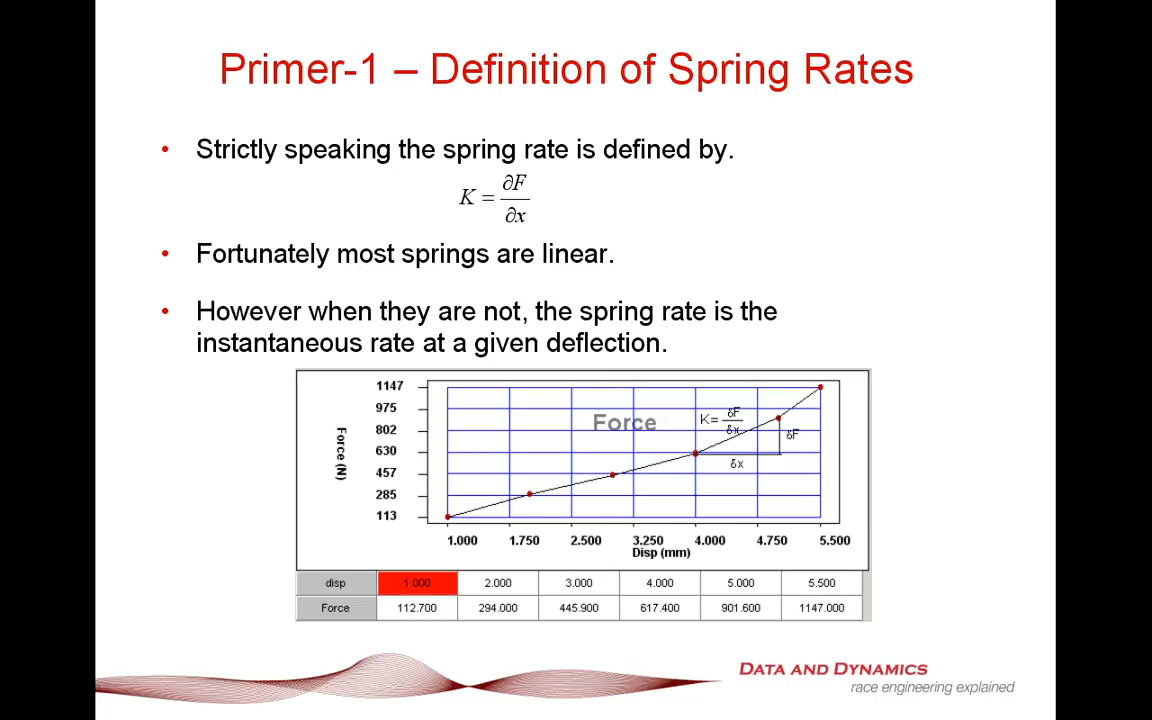 Primer-1 – Definition of Spring Rates
• Strictly speaking the spring rate is defined by.
K = ∂F/∂x
• Fortunately most springs are linear.
• However when they are not, the spring rate is the
instantaneous rate at a given deflection.
Force
K= δF/δx
δF
δx
Force (N)
1147
975
802
630
457
285
113
1.000 1.750 2.500 3.250 4.000 4.750 5.500
Disp (mm)
disp 1.000 2.000 3.000 4.000 5.000 5.500
Force 112.700 294.000 445.900 617.400 901.600 1147.000
DATA AND DYNAMICS
race engineering explained